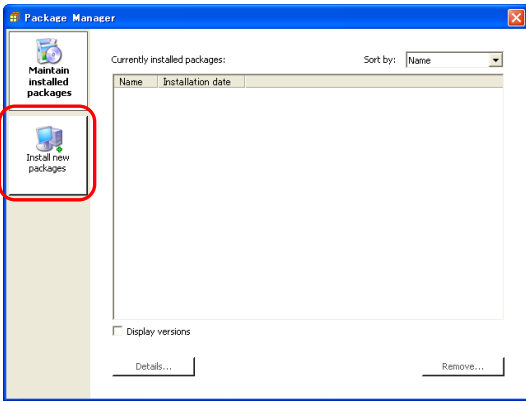 Package Manager
Maintain
installed
packages
Install new
packages
Currently installed packages:
Sort by:
Name
Name
Installation date
Display versions
Details...
Remove...